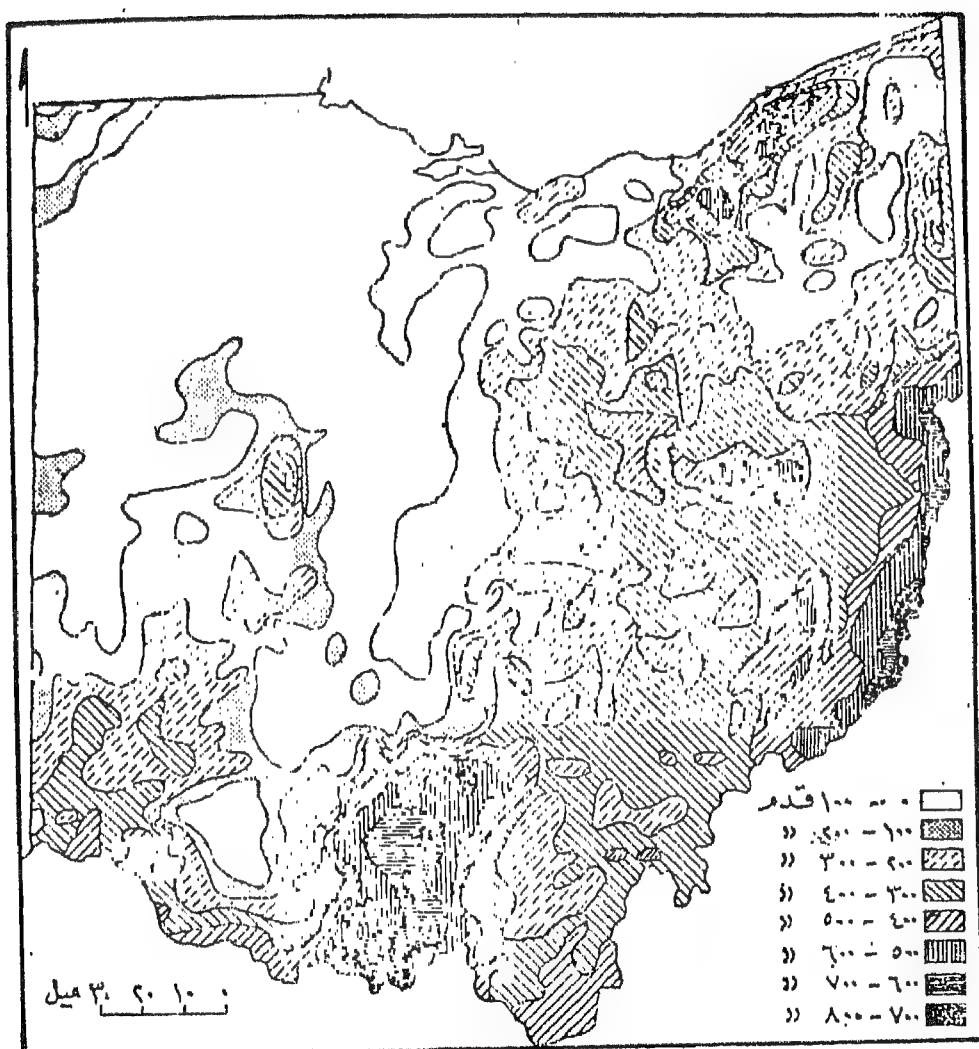 ٠ - ١٠٠ قدم
١٠٠ - ٢٠٠ »
٢٠٠ - ٣٠٠ »
٣٠٠ - ٤٠٠ »
٤٠٠ - ٥٠٠ »
٥٠٠ - ٦٠٠ »
٦٠٠ - ٧٠٠ »
٧٠٠ - ٨٠٠ »
٠ ١٠ ٢٠ ٣٠ ميل